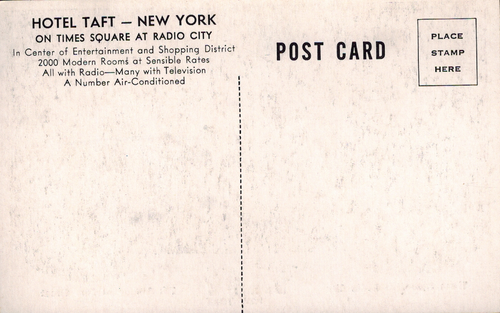 HOTEL TAFT — NEW YORK
ON TIMES SQUARE AT RADIO CITY
In Center of Entertainment and Shopping District
2000 Modern Rooms at Sensible Rates
All with Radio—Many with Television
A Number Air-Conditioned
POST CARD
PLACE
STAMP
HERE